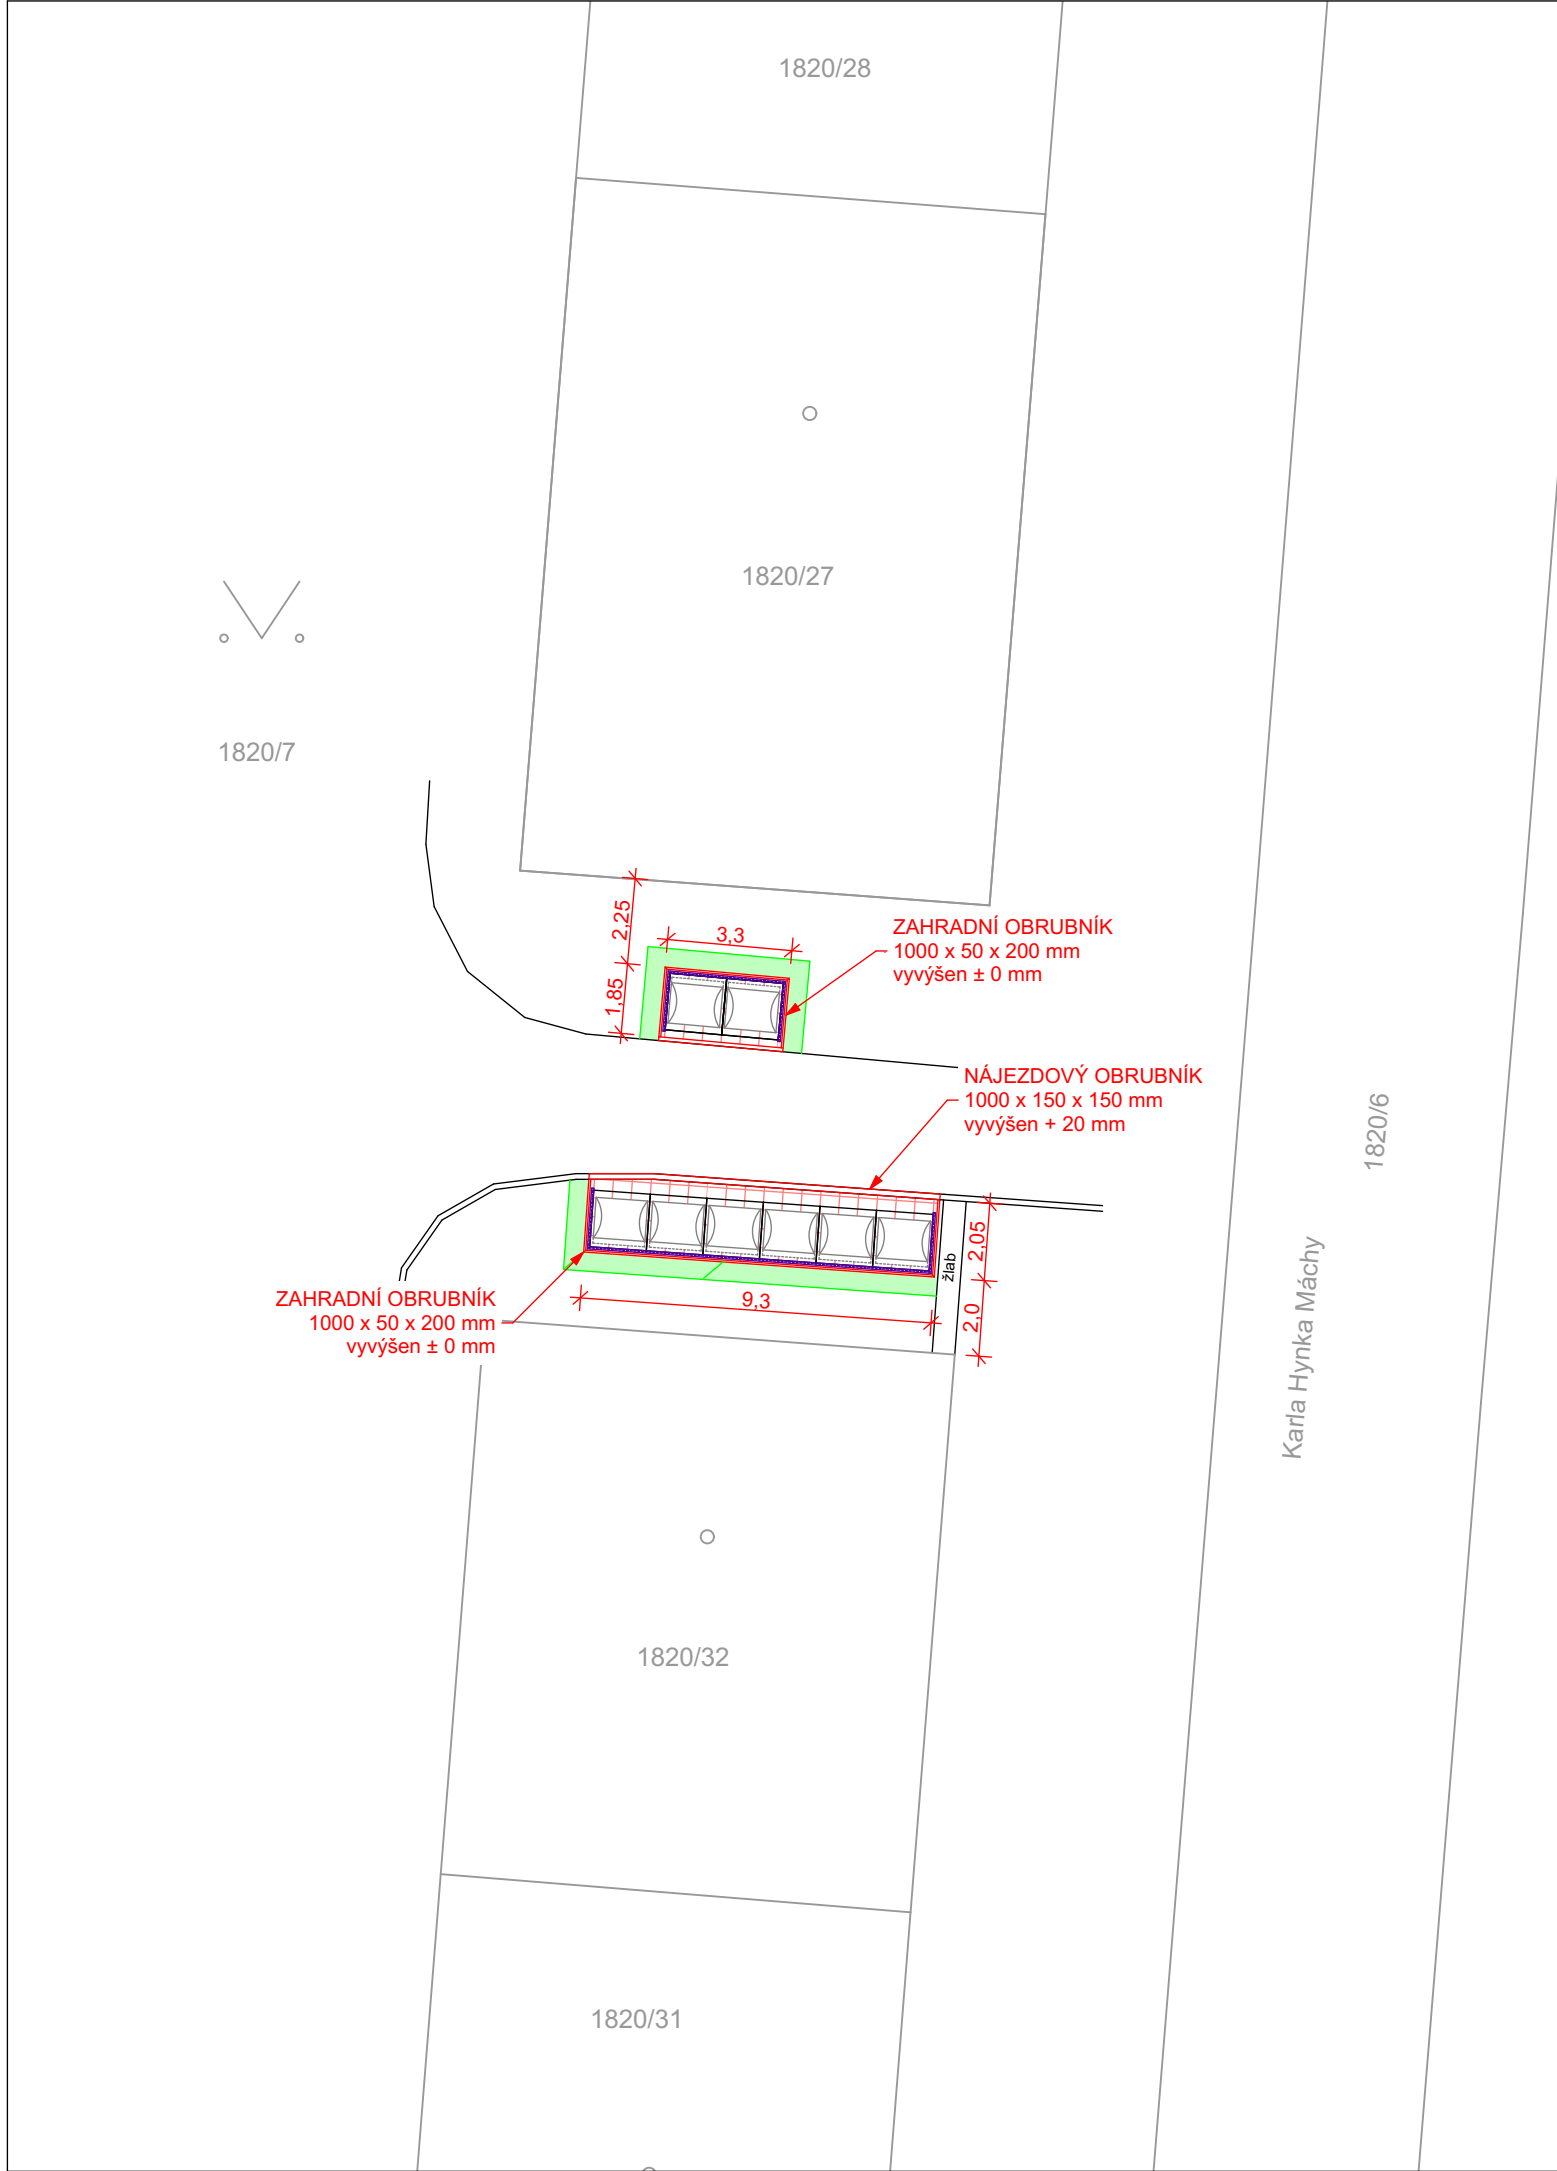 1820/28
1820/27
1820/7
2,25
3,3
1,85
ZAHRADNÍ OBRUBNÍK
1000 x 50 x 200 mm
vyvýšen ± 0 mm
NÁJEZDOVÝ OBRUBNÍK
1000 x 150 x 150 mm
vyvýšen + 20 mm
1820/6
Karla Hynka Máchy
2,05
žlab
2,0
9,3
ZAHRADNÍ OBRUBNÍK
1000 x 50 x 200 mm
vyvýšen ± 0 mm
1820/32
1820/31